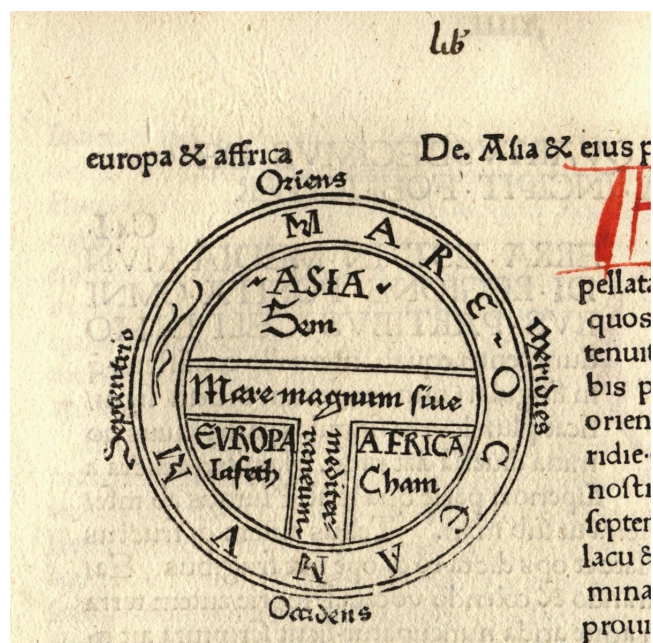 lib
europa & affrica
De. Aſia & eius p
Oriens
MARE OCCEANVM
ASIA
Sem
Septentrio
Meridies
Mare magnum ſiue
mediterraneum
EVROPA
Iafeth
AFRICA
Cham
Occidens
pellata
quos
tenuit
bis p
orien
ridie.
noſtr
ſepten
lacu &
mina
prouin